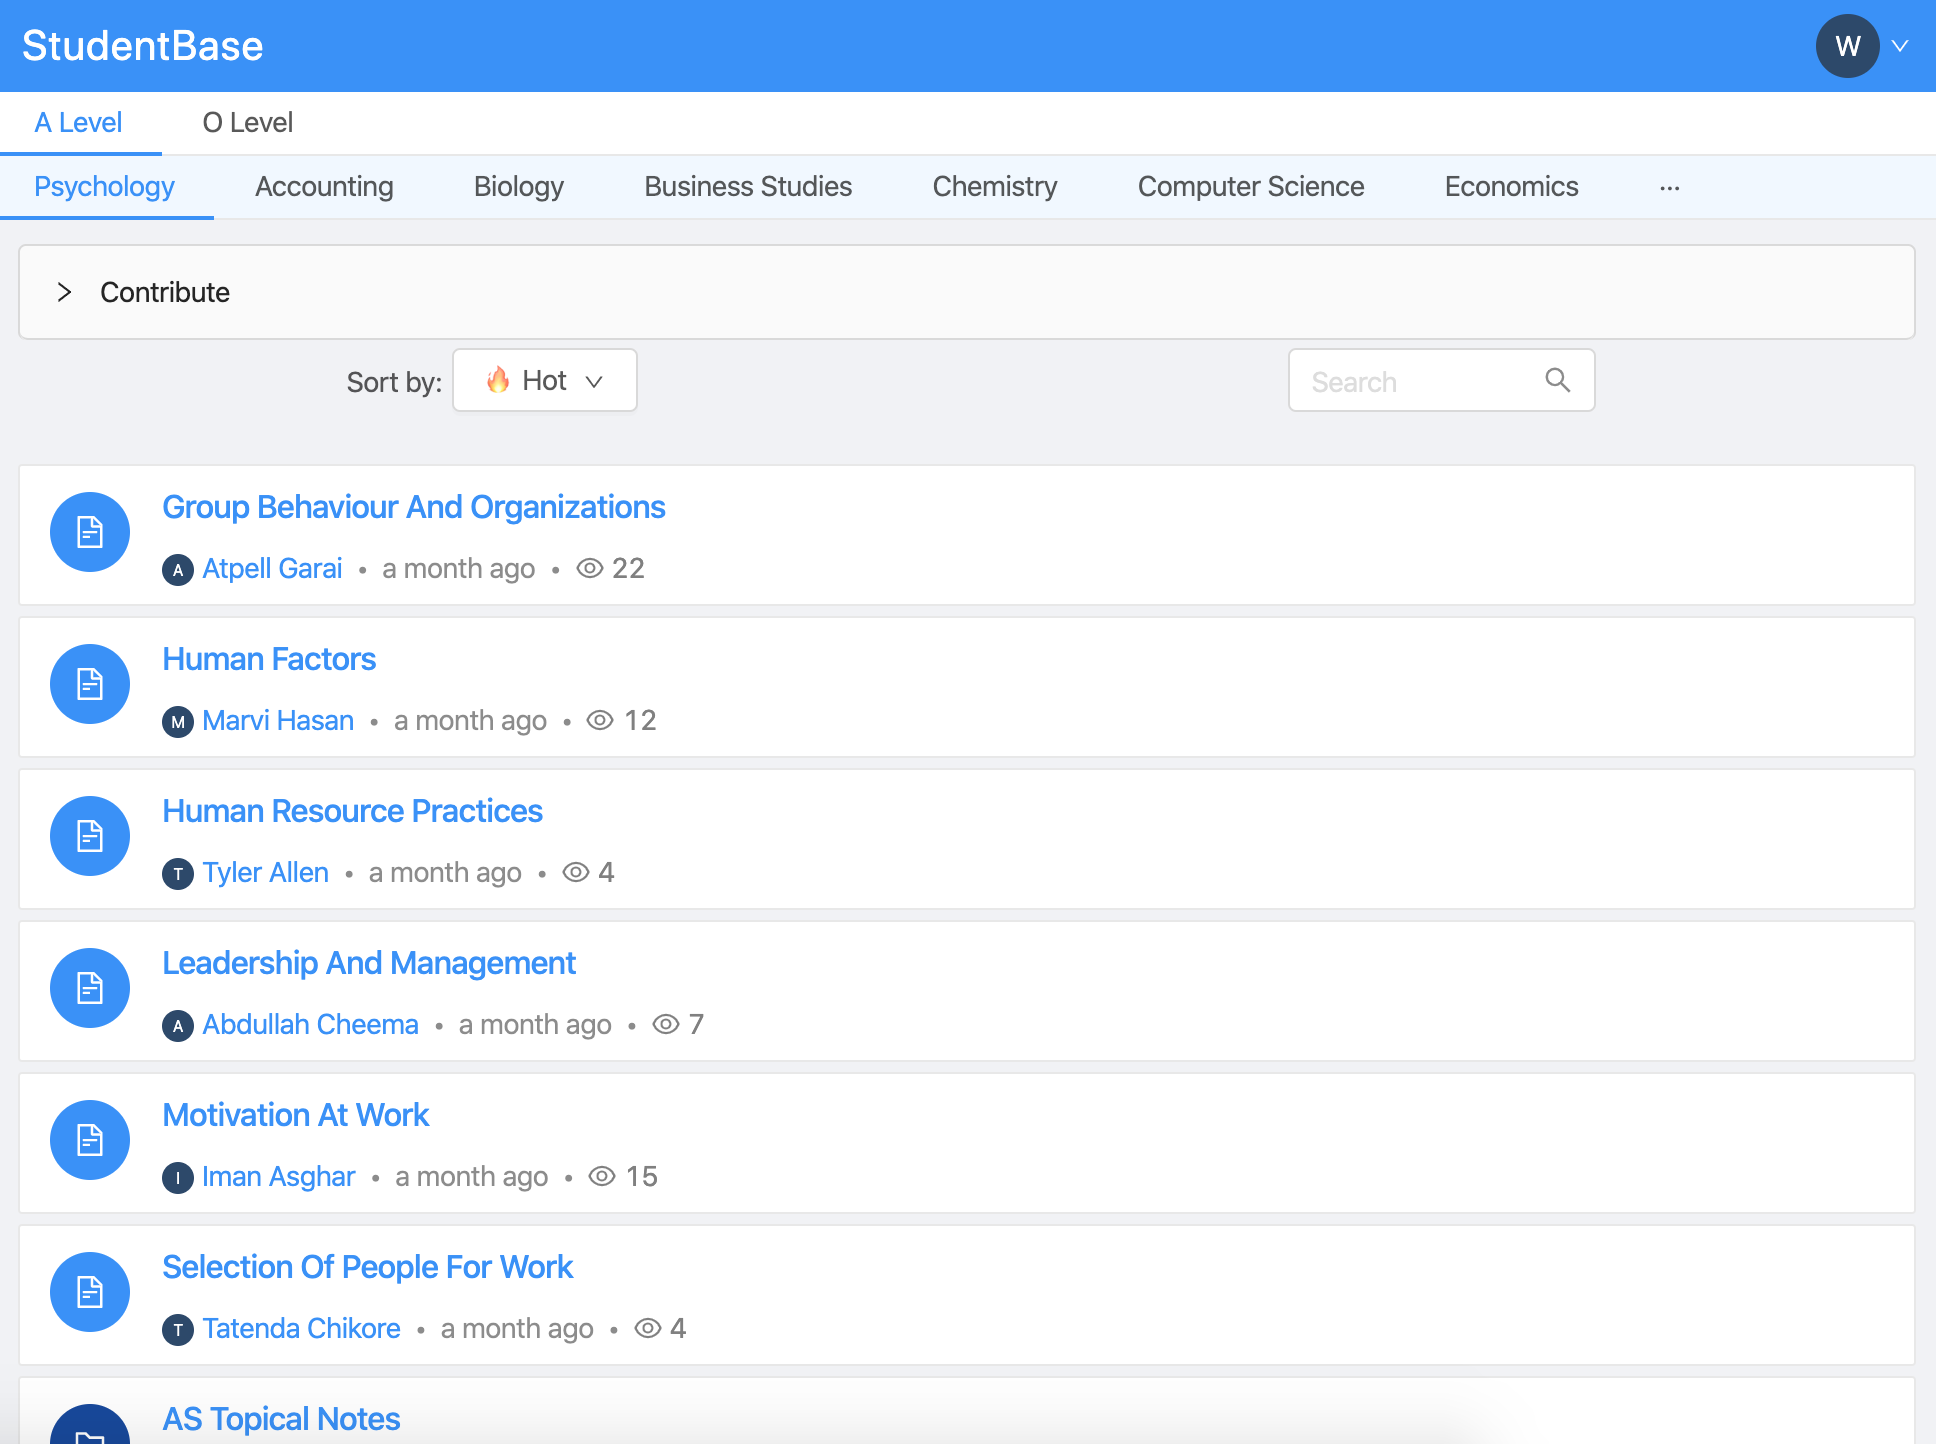 StudentBase
W
A Level O Level
Psychology Accounting Biology Business Studies Chemistry Computer Science Economics ···
Contribute
Sort by: Hot Search
Group Behaviour And Organizations
A Atpell Garai • a month ago • 22
Human Factors
M Marvi Hasan • a month ago • 12
Human Resource Practices
T Tyler Allen • a month ago • 4
Leadership And Management
A Abdullah Cheema • a month ago • 7
Motivation At Work
I Iman Asghar • a month ago • 15
Selection Of People For Work
T Tatenda Chikore • a month ago • 4
AS Topical Notes